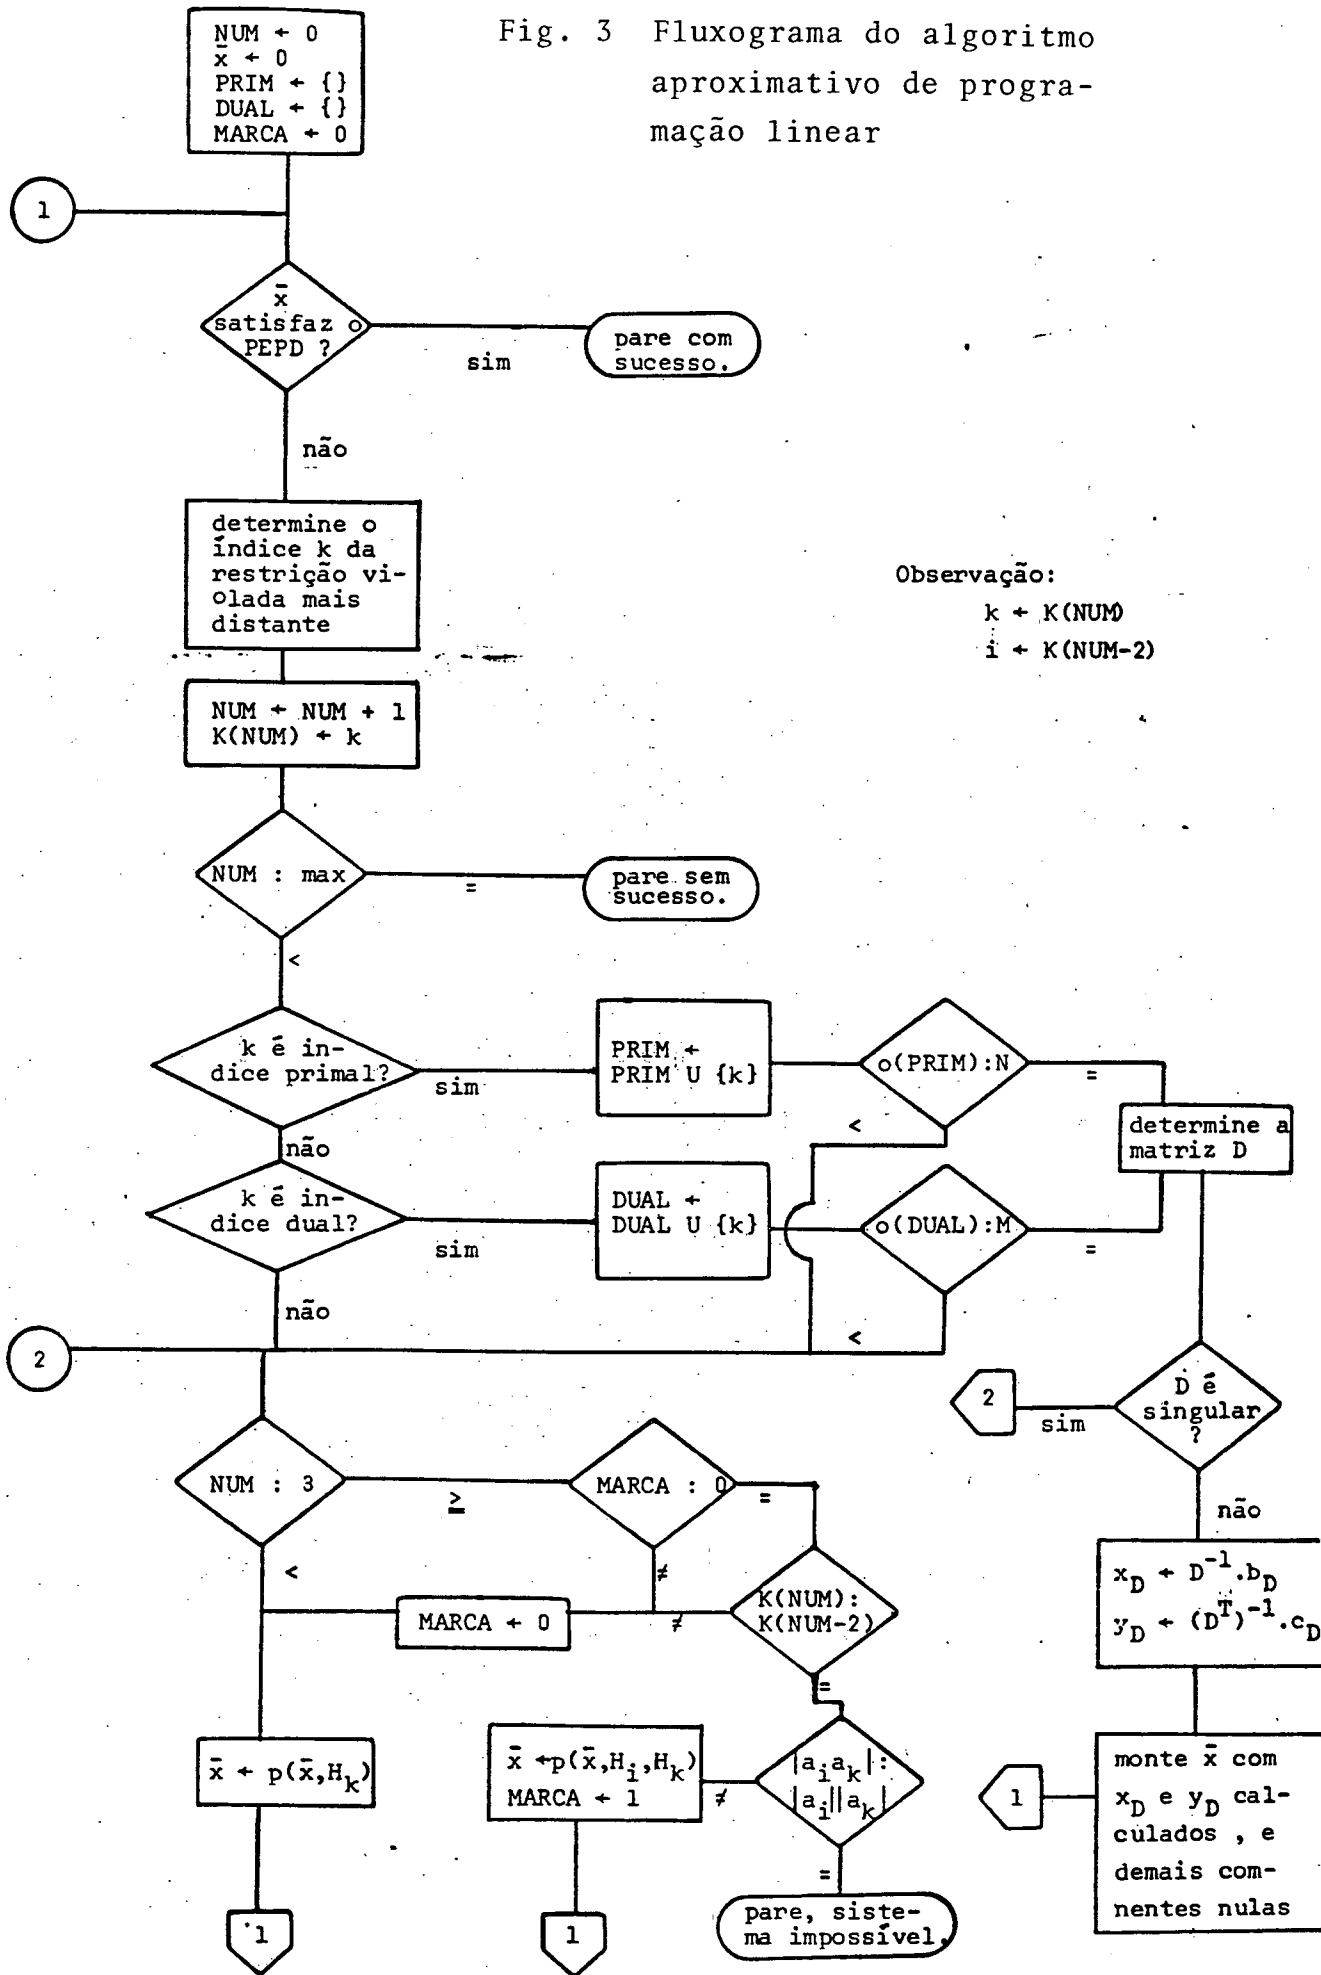 NUM ← 0
x̄ ← 0
PRIM ← {}
DUAL ← {}
MARCA ← 0
Fig. 3 Fluxograma do algoritmo
aproximativo de progra-
mação linear
1
x̄
satisfaz o
PEPD ?
sim
pare com
sucesso.
não
determine o
índice k da
restrição vi-
olada mais
distante
Observação:
k ← K(NUM)
i ← K(NUM-2)
NUM ← NUM + 1
K(NUM) ← k
NUM : max
=
pare sem
sucesso.
<
k é in-
dice primal?
sim
PRIM ←
PRIM U {k}
o(PRIM):N
=
<
não
determine a
matriz D
k é in-
dice dual?
sim
DUAL ←
DUAL U {k}
o(DUAL):M
=
<
não
2
D é
singular
?
sim
2
não
NUM : 3
≥
MARCA : 0
=
<
≠
MARCA ← 0
≠
K(NUM):
K(NUM-2)
=
x_D ← D⁻¹.b_D
y_D ← (Dᵀ)⁻¹.c_D
x̄ ← p(x̄,H_k)
x̄ ←p(x̄,H_i,H_k)
MARCA ← 1
≠
|a_i a_k|:
|a_i||a_k|
=
monte x̄ com
x_D e y_D cal-
culados , e
demais com-
nentes nulas
1
1
1
pare, siste-
ma impossível.